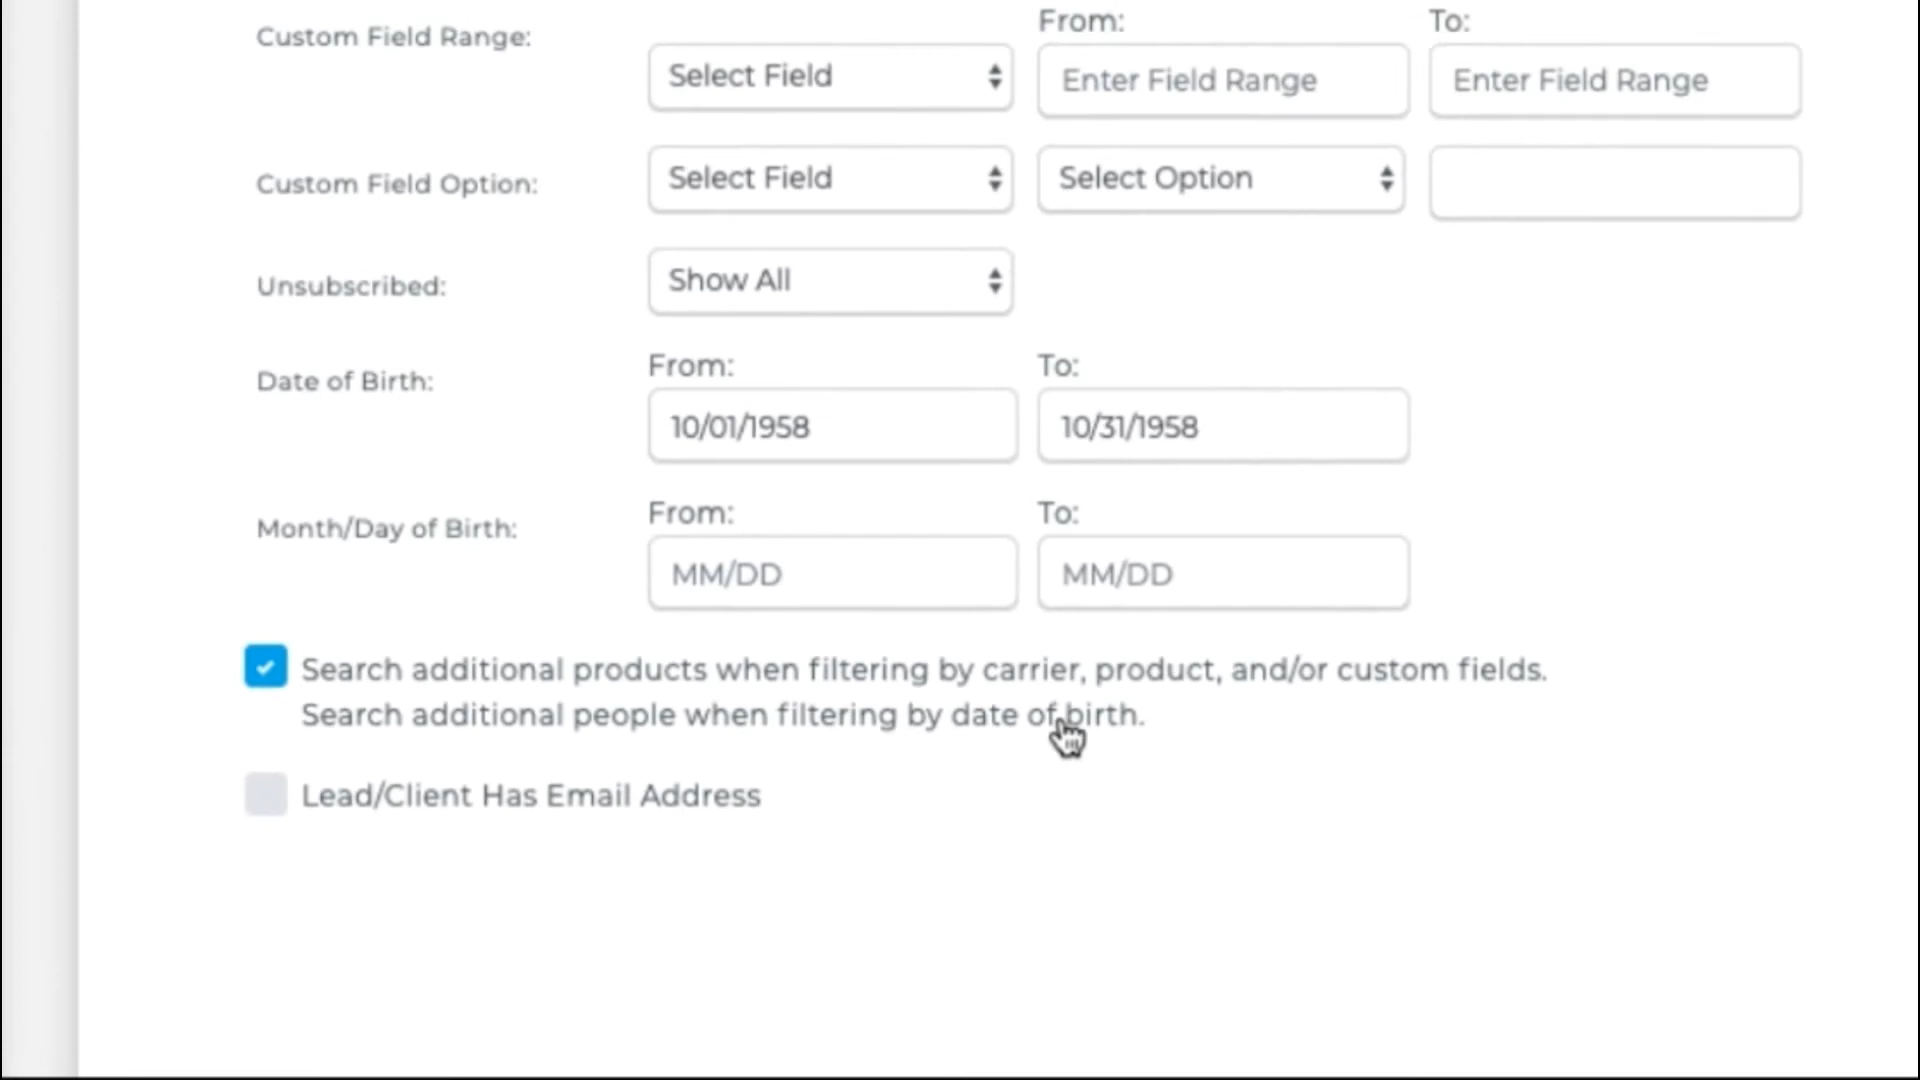 From: To:
Custom Field Range:
Select Field Enter Field Range Enter Field Range
Custom Field Option: Select Field Select Option
Unsubscribed: Show All
From: To:
Date of Birth:
10/01/1958 10/31/1958
From: To:
Month/Day of Birth:
MM/DD MM/DD
Search additional products when filtering by carrier, product, and/or custom fields.
Search additional people when filtering by date of birth.
Lead/Client Has Email Address